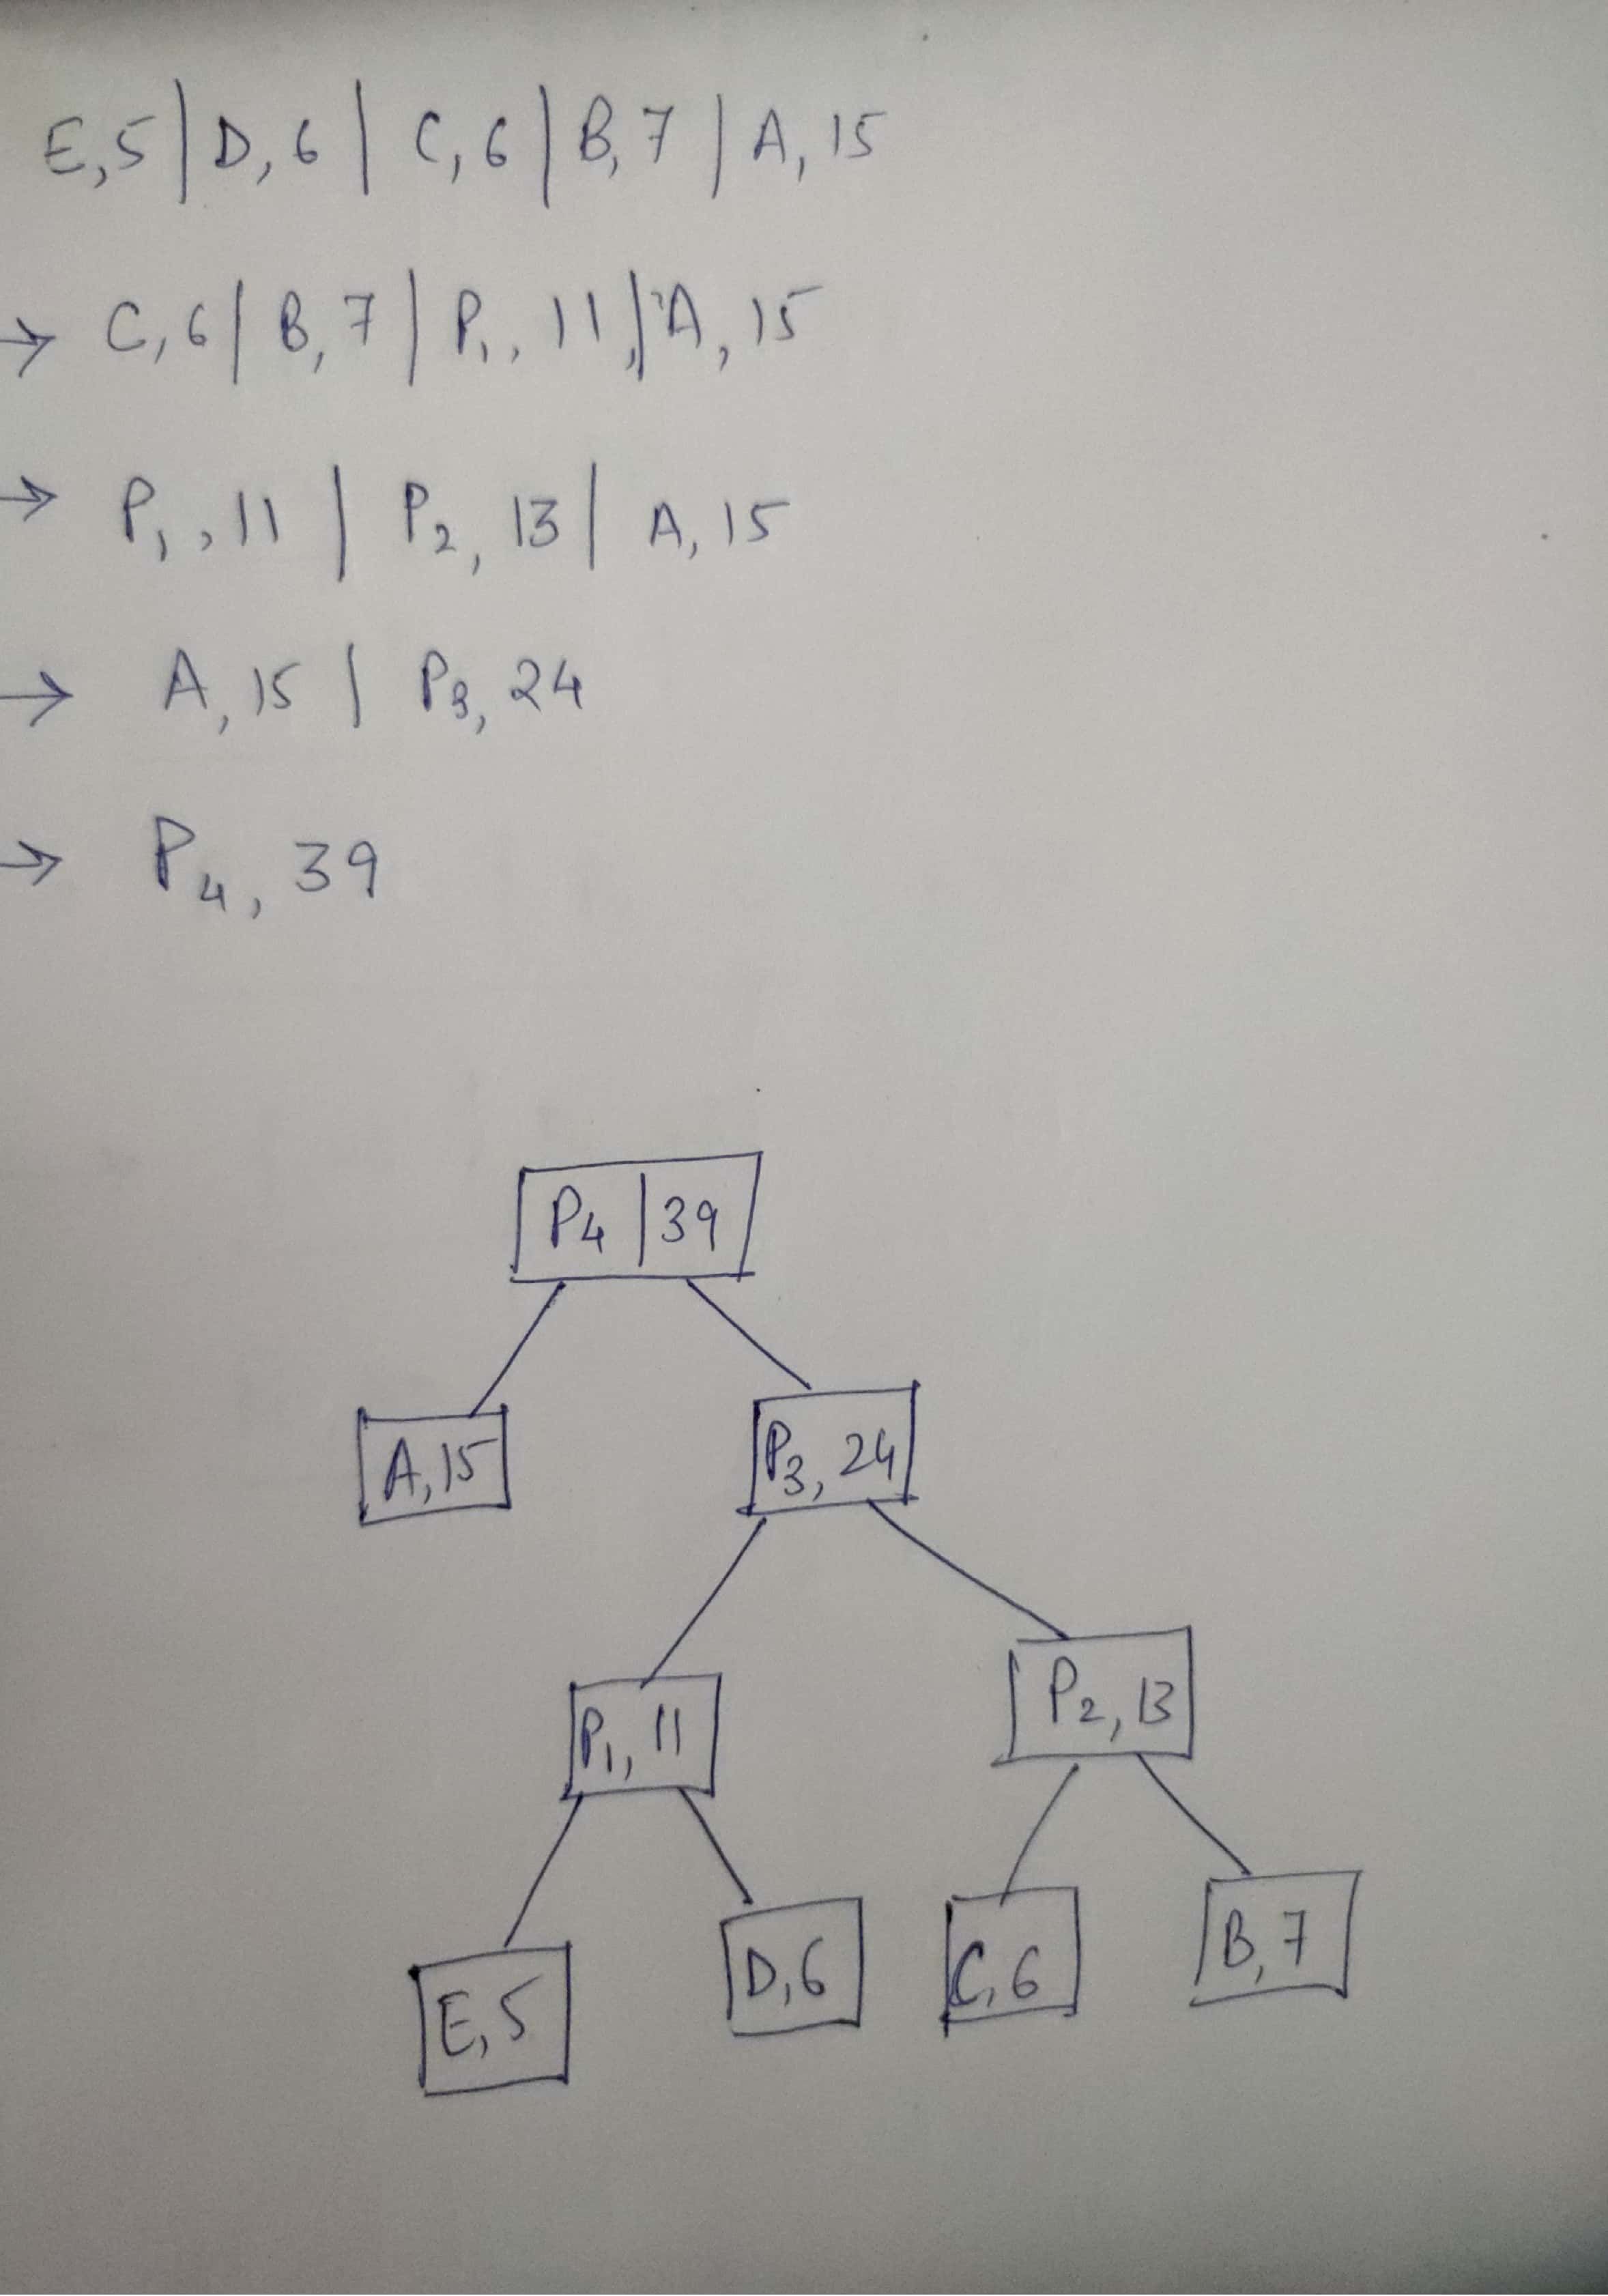 E,5 | D,6 | C,6 | B,7 | A,15
→ C,6 | B,7 | P₁, 11 | A,15
→ P₁, 11 | P₂, 13 | A,15
→ A,15 | P₃, 24
→ P₄, 39
P₄ | 39
A,15 P₃, 24
P₁, 11 P₂, 13
E,5 D,6 C,6 B,7